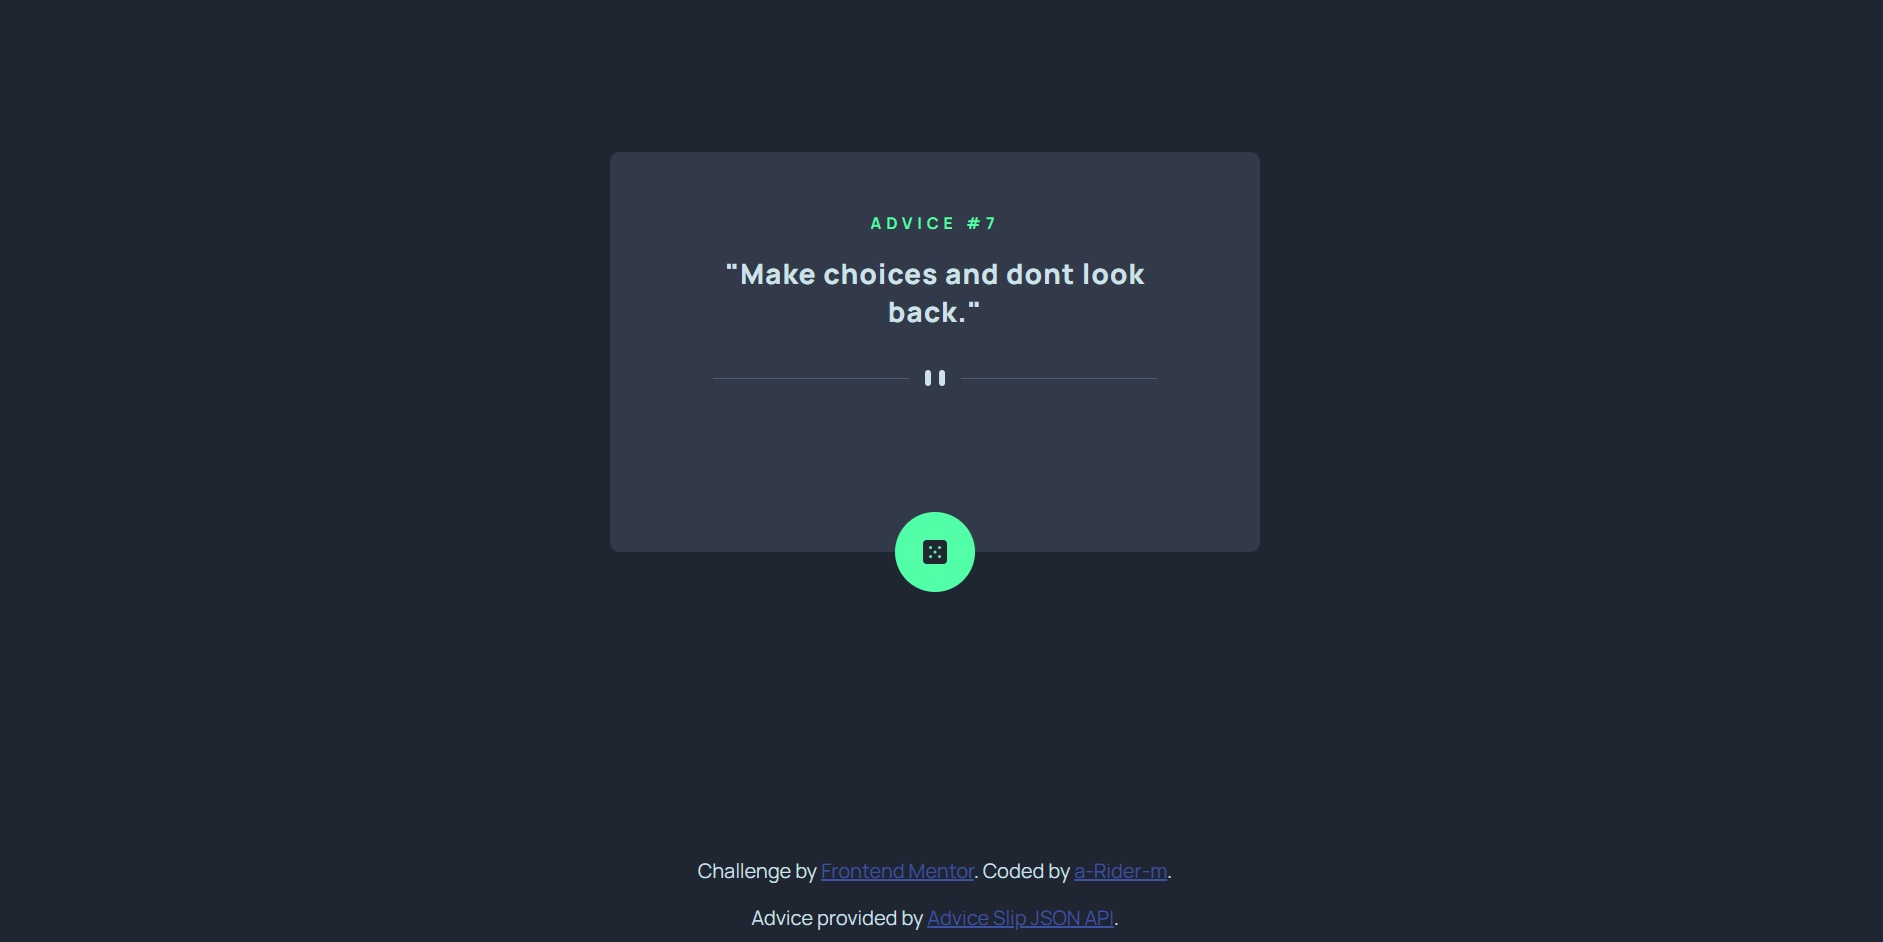 ADVICE #7
"Make choices and dont look
back."
Challenge by Frontend Mentor. Coded by a-Rider-m.
Advice provided by Advice Slip JSON API.